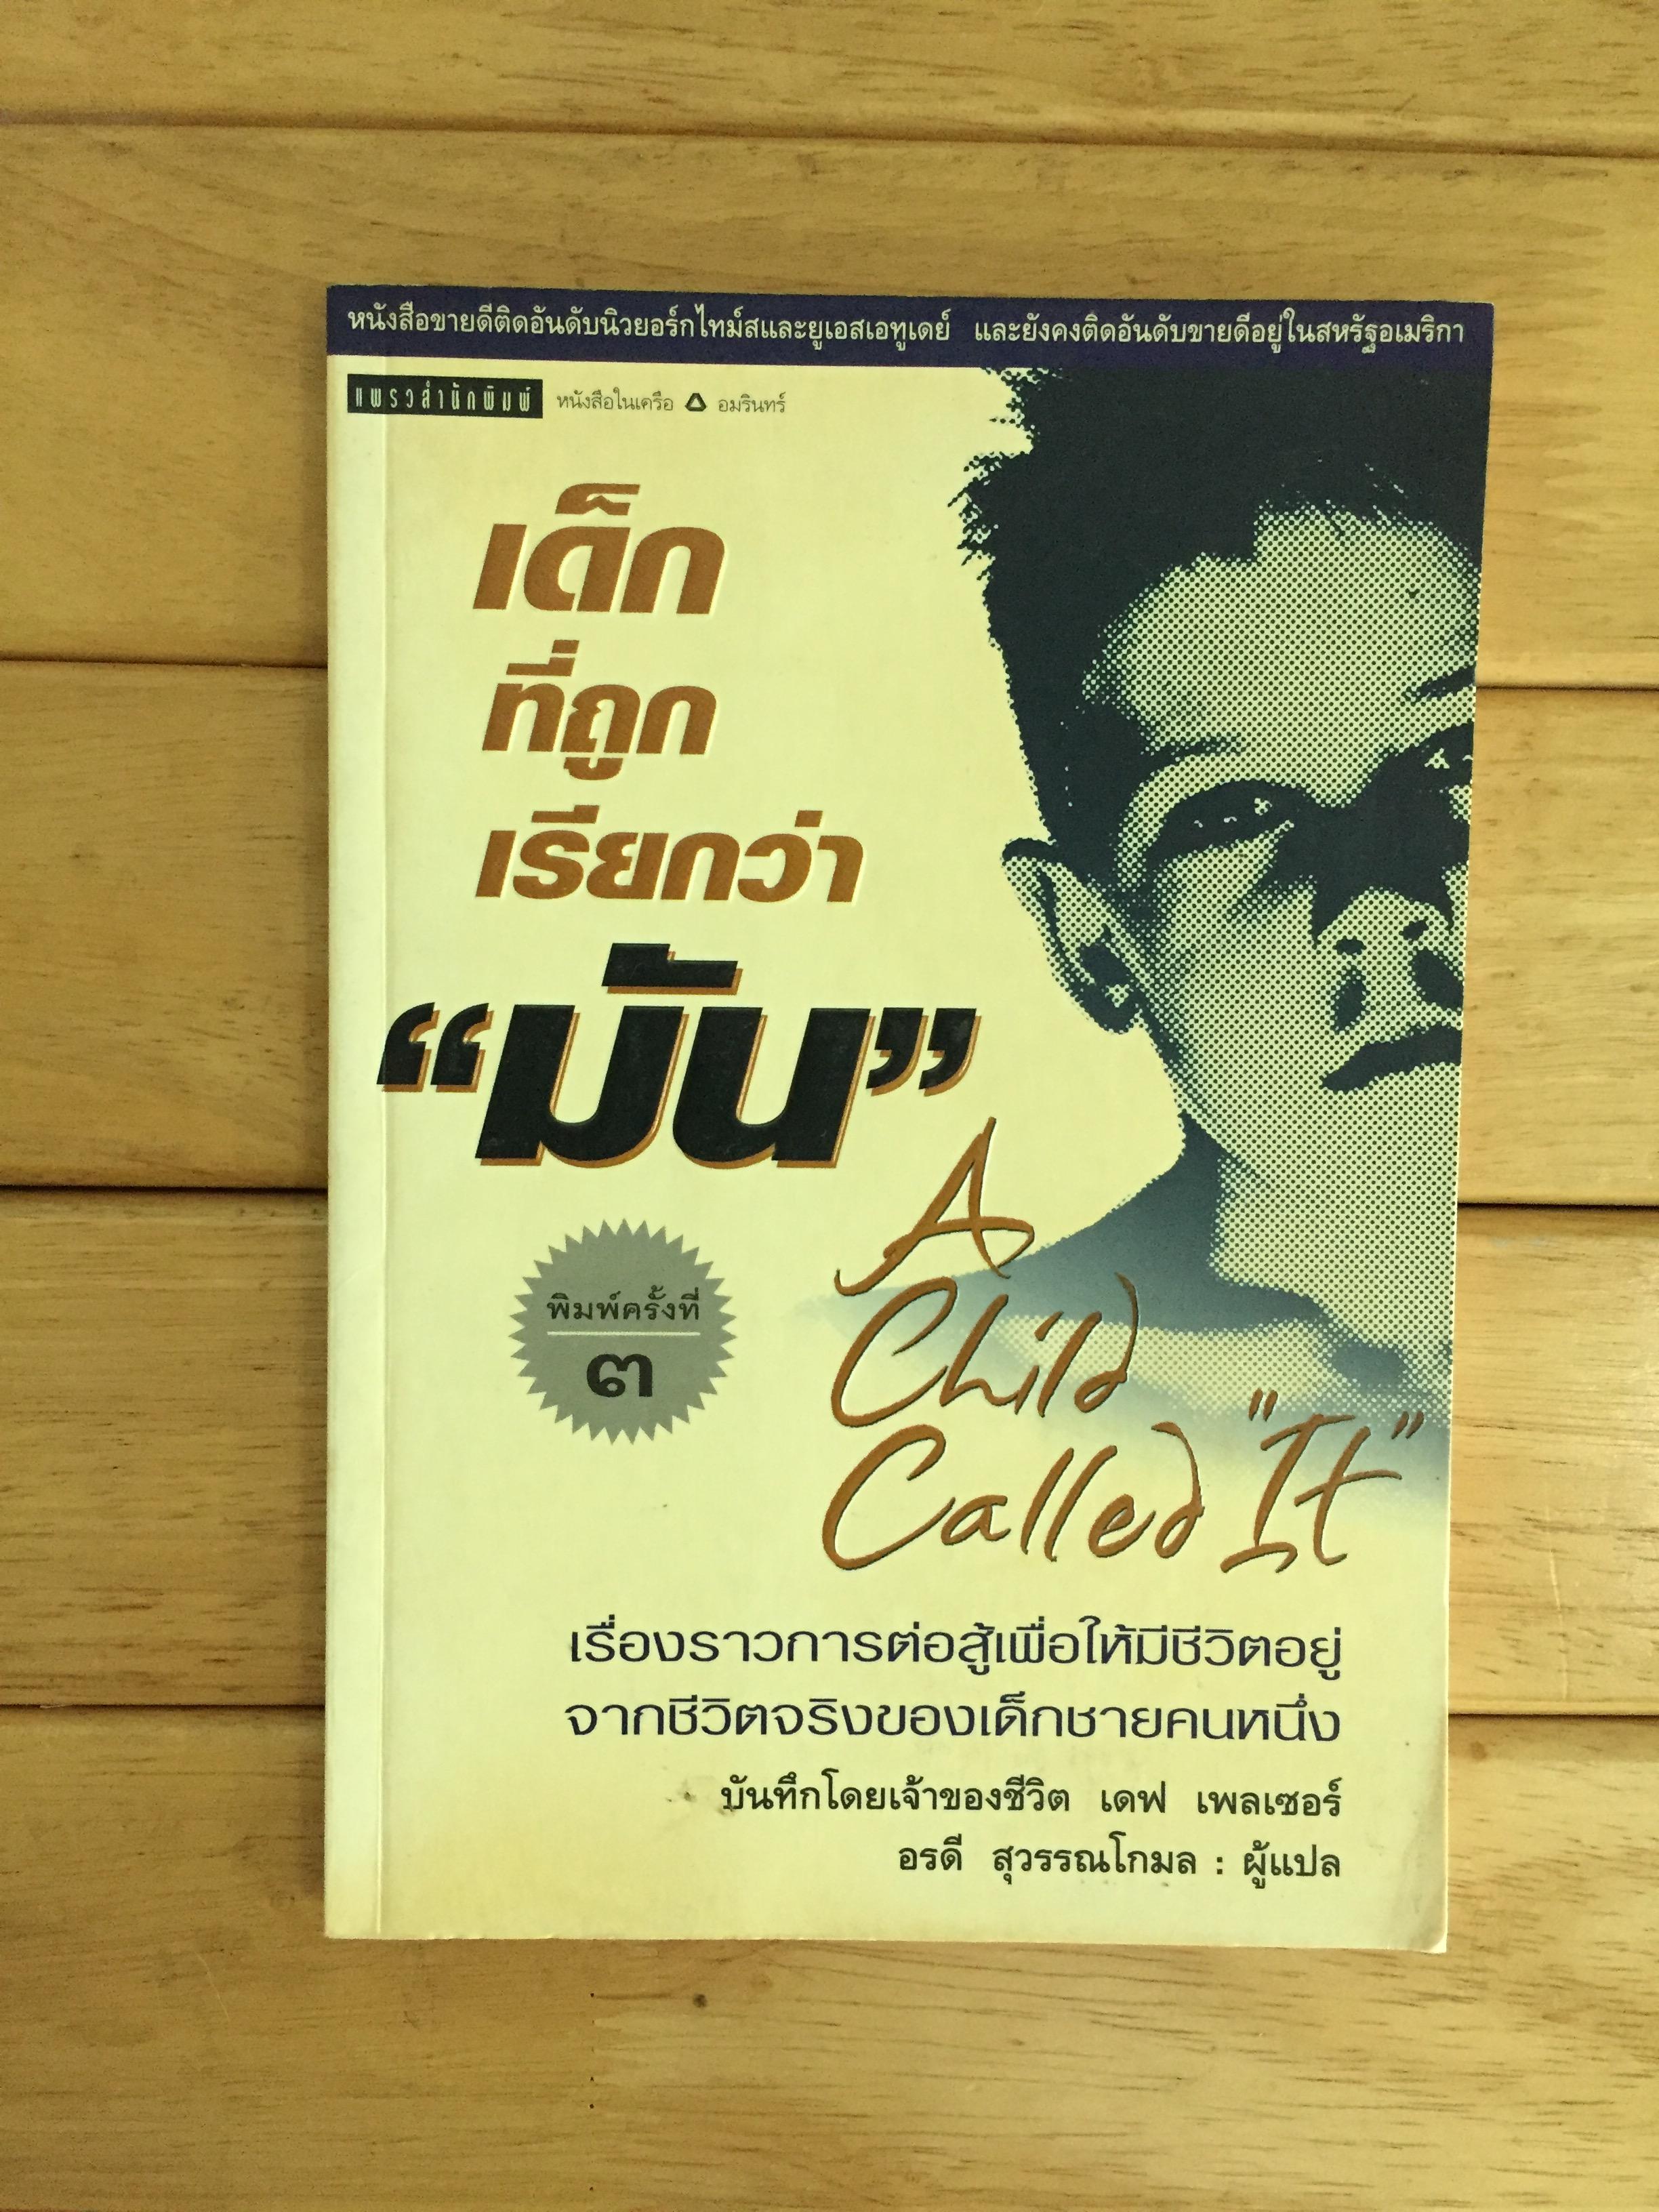 หนังสือขายดีติดอันดับนิวยอร์กไทม์สและยูเอสเอทูเดย์ และยังคงติดอันดับขายดีอยู่ในสหรัฐอเมริกา
แพรวสำนักพิมพ์ หนังสือในเครือ อมรินทร์
เด็ก
ที่ถูก
เรียกว่า
“มัน”
A
Child
Called "It"
พิมพ์ครั้งที่
๓
เรื่องราวการต่อสู้เพื่อให้มีชีวิตอยู่
จากชีวิตจริงของเด็กชายคนหนึ่ง
บันทึกโดยเจ้าของชีวิต เดฟ เพลเซอร์
อรดี สุวรรณโกมล : ผู้แปล